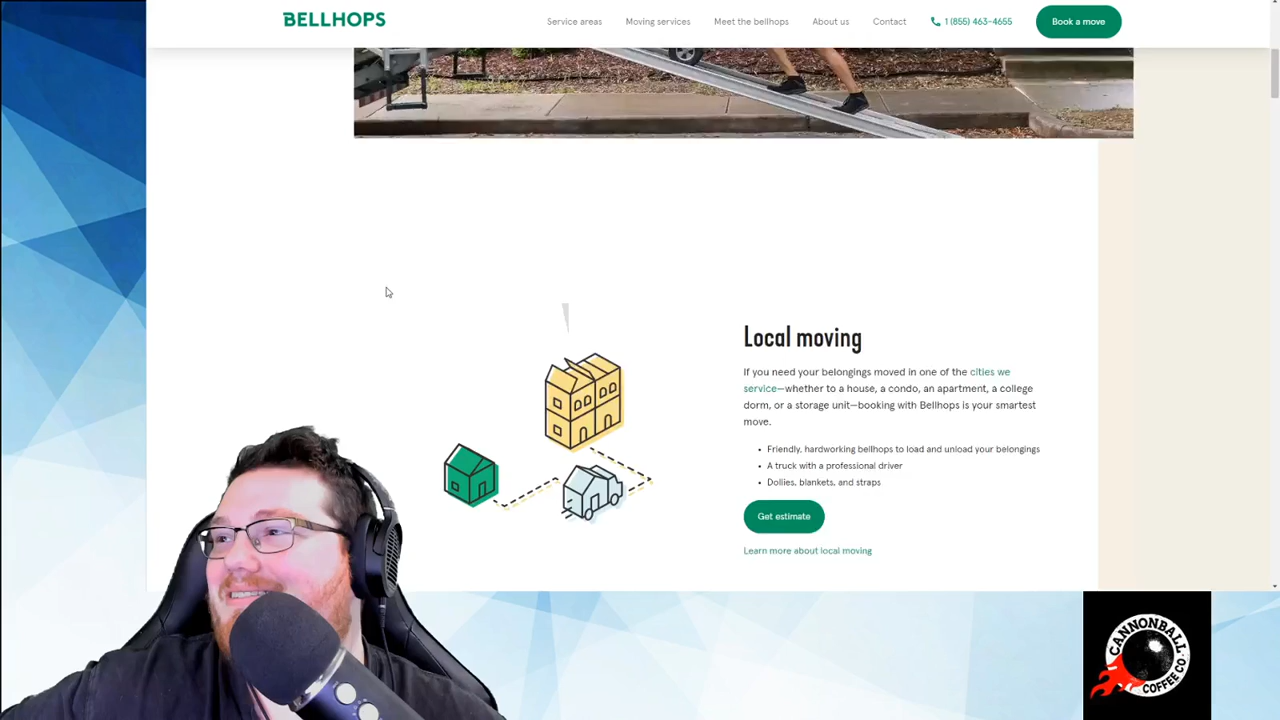 BELLHOPS
Service areas
Moving services
Meet the bellhops
About us
Contact
1 (855) 463-4655
Book a move
Local moving
If you need your belongings moved in one of the cities we
service—whether to a house, a condo, an apartment, a college
dorm, or a storage unit—booking with Bellhops is your smartest
move.
• Friendly, hardworking bellhops to load and unload your belongings
• A truck with a professional driver
• Dollies, blankets, and straps
Get estimate
Learn more about local moving
CANNONBALL
COFFEE CO.